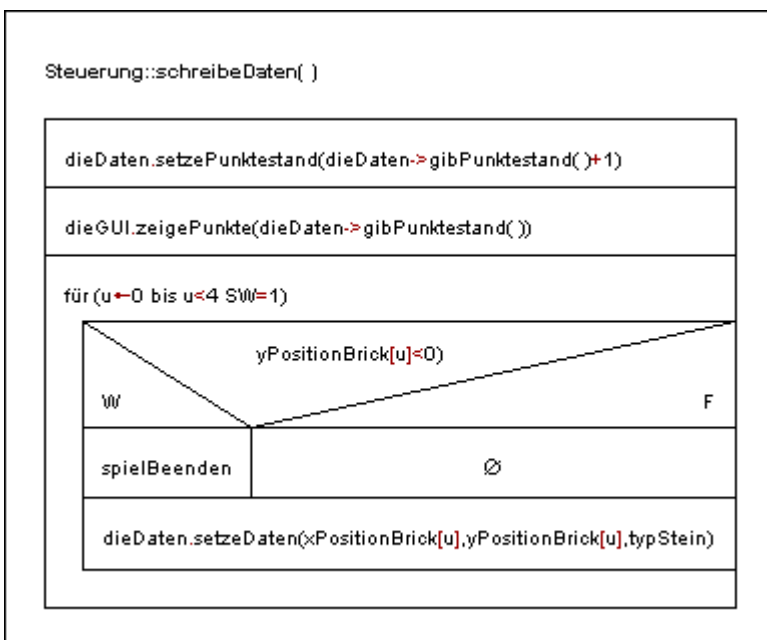 Steuerung::schreibeDaten( )
dieDaten.setzePunktestand(dieDaten->gibPunktestand( )+1)
dieGUI.zeigePunkte(dieDaten->gibPunktestand( ))
für (u←0 bis u<4 SW=1)
yPositionBrick[u]<0)
W F
spielBeenden ∅
dieDaten.setzeDaten(xPositionBrick[u],yPositionBrick[u],typStein)